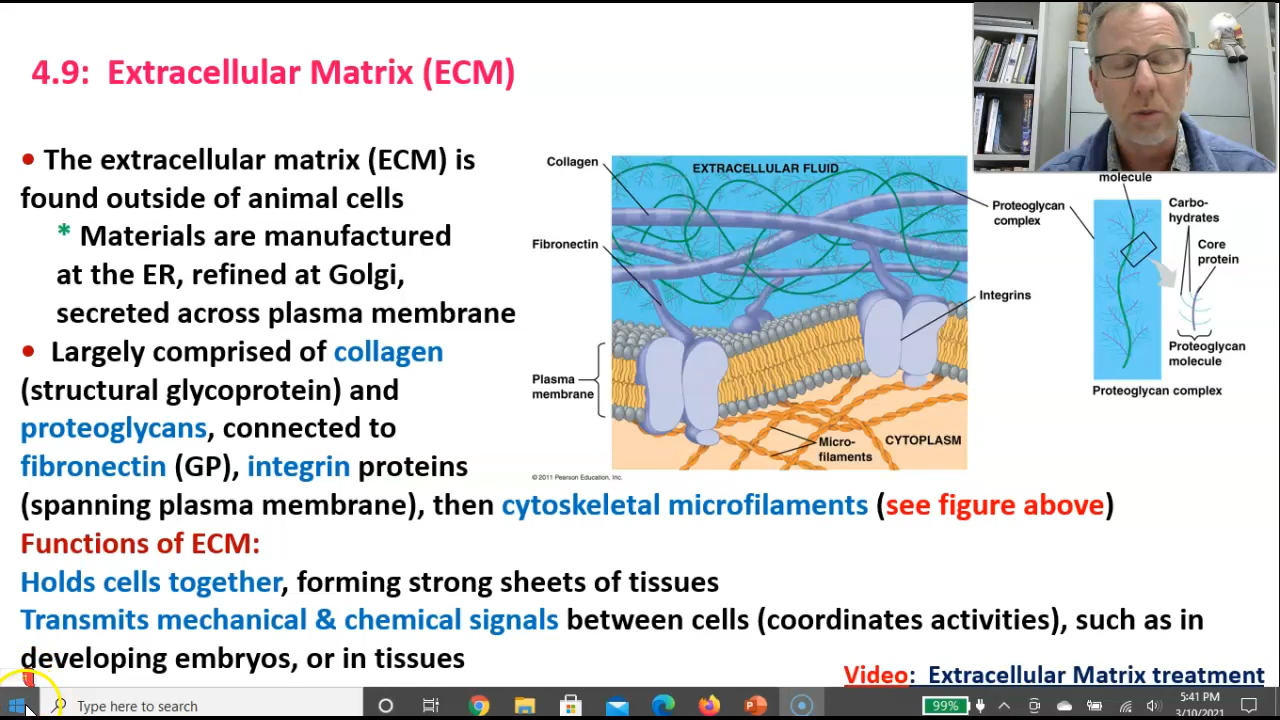 4.9: Extracellular Matrix (ECM)
• The extracellular matrix (ECM) is
found outside of animal cells
* Materials are manufactured
at the ER, refined at Golgi,
secreted across plasma membrane
• Largely comprised of collagen
(structural glycoprotein) and
proteoglycans, connected to
fibronectin (GP), integrin proteins
(spanning plasma membrane), then cytoskeletal microfilaments (see figure above)
Functions of ECM:
Holds cells together, forming strong sheets of tissues
Transmits mechanical & chemical signals between cells (coordinates activities), such as in
developing embryos, or in tissues
Video: Extracellular Matrix treatment
Collagen
EXTRACELLULAR FLUID
Fibronectin
Plasma
membrane
Micro-
filaments
CYTOPLASM
Integrins
Proteoglycan
complex
© 2011 Pearson Education, Inc.
molecule
Carbo-
hydrates
Core
protein
Proteoglycan
molecule
Proteoglycan complex
Type here to search
99%
5:41 PM
3/10/2021